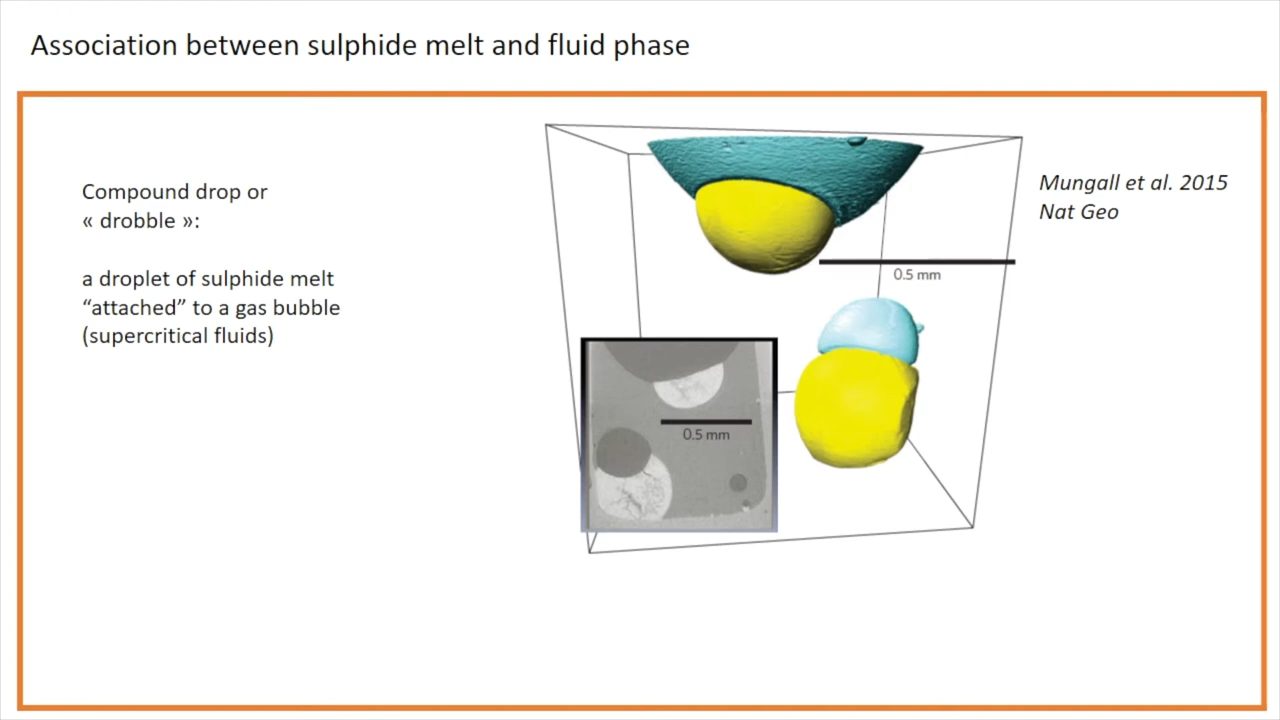 Association between sulphide melt and fluid phase
Compound drop or
« drobble »:
a droplet of sulphide melt
“attached” to a gas bubble
(supercritical fluids)
Mungall et al. 2015
Nat Geo
0.5 mm
0.5 mm